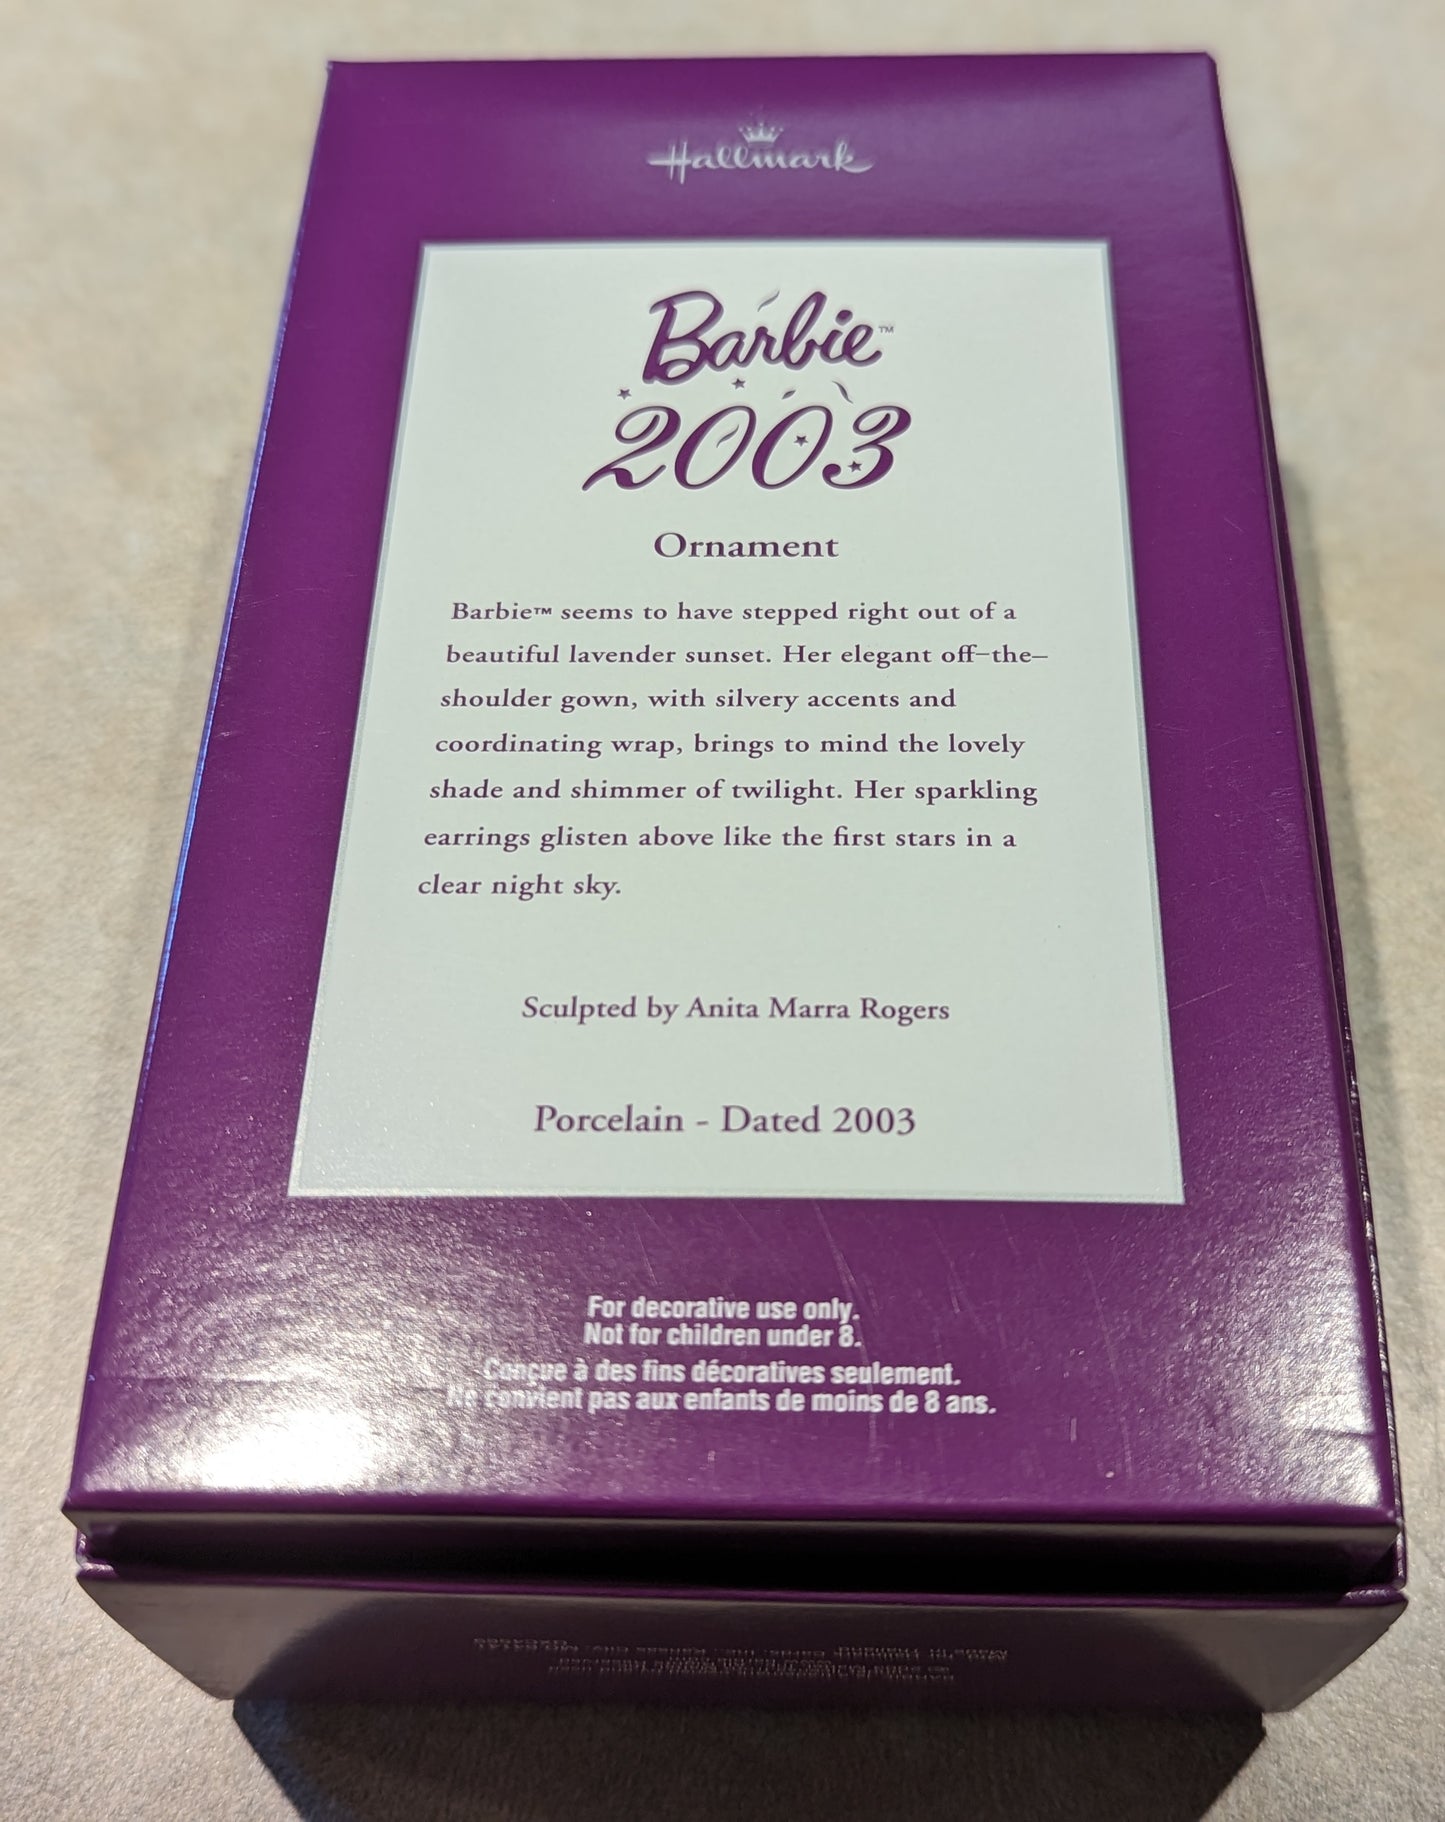 Hallmark
Barbie™
2003
Ornament
Barbie™ seems to have stepped right out of a
beautiful lavender sunset. Her elegant off-the-
shoulder gown, with silvery accents and
coordinating wrap, brings to mind the lovely
shade and shimmer of twilight. Her sparkling
earrings glisten above like the first stars in a
clear night sky.
Sculpted by Anita Marra Rogers
Porcelain - Dated 2003
For decorative use only.
Not for children under 8.
Conçue à des fins décoratives seulement.
Ne convient pas aux enfants de moins de 8 ans.
Made in Thailand